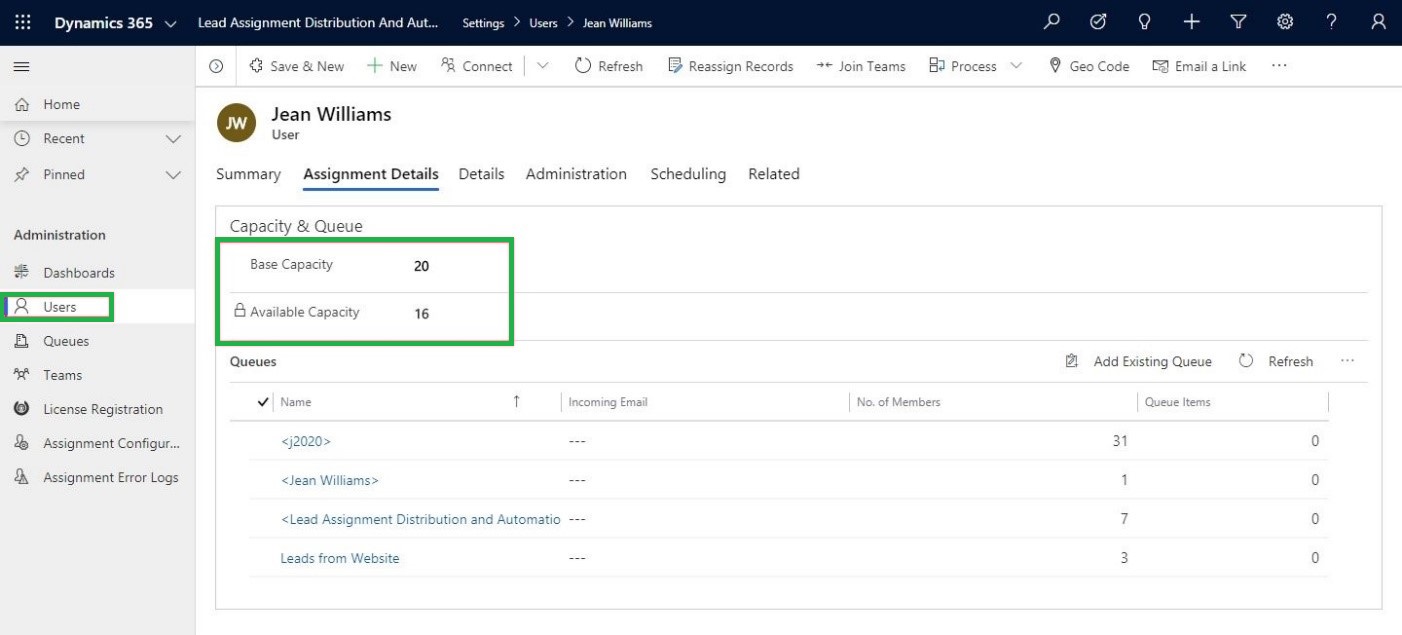 Dynamics 365 Lead Assignment Distribution And Aut... Settings > Users > Jean Williams
Save & New New Connect Refresh Reassign Records Join Teams Process Geo Code Email a Link ...
Home
Recent
Pinned
Administration
Dashboards
Users
Queues
Teams
License Registration
Assignment Configur...
Assignment Error Logs
JW
Jean Williams
User
Summary Assignment Details Details Administration Scheduling Related
Capacity & Queue
Base Capacity 20
Available Capacity 16
Queues Add Existing Queue Refresh ...
Name Incoming Email No. of Members Queue Items
<j2020> --- 31 0
<Jean Williams> --- 1 0
<Lead Assignment Distribution and Automatio --- 7 0
Leads from Website --- 3 0